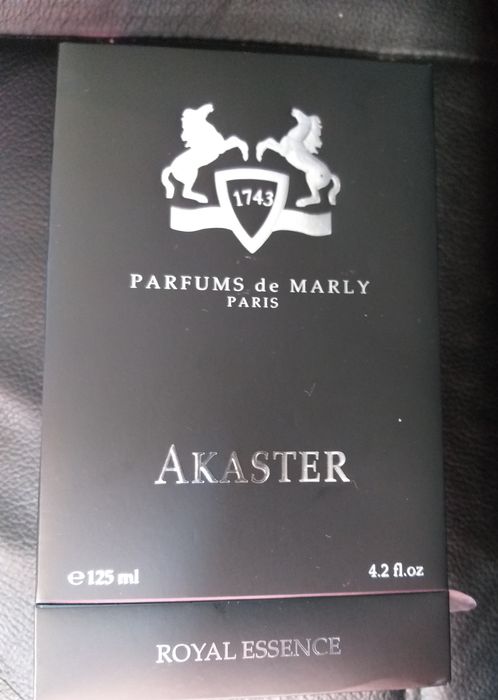 1743
PARFUMS de MARLY
PARIS
AKASTER
℮125 ml 4.2 fl.oz
ROYAL ESSENCE